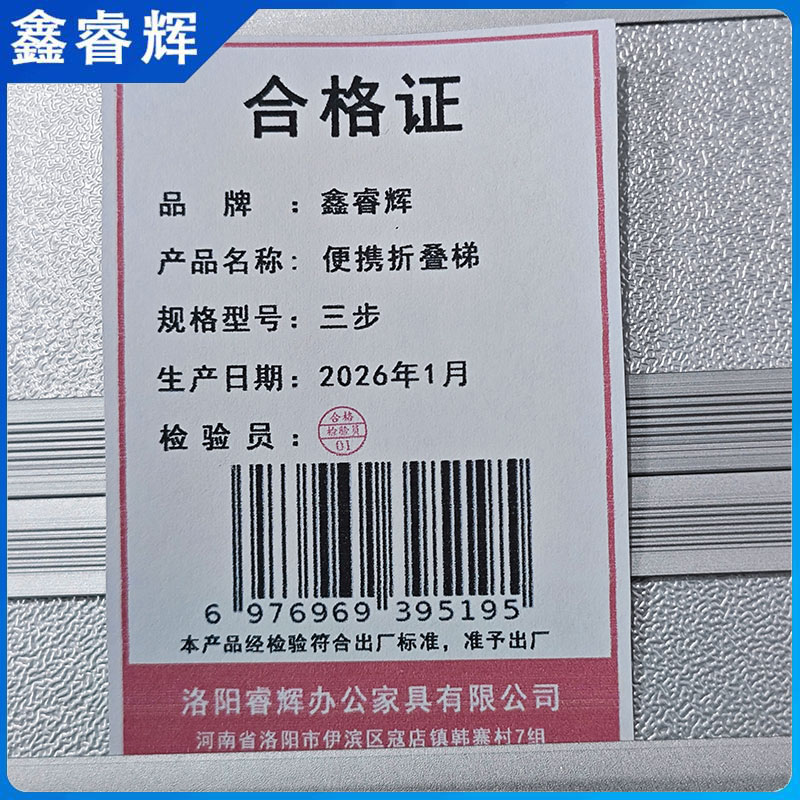 鑫睿辉
合格证
品牌：鑫睿辉
产品名称：便携折叠梯
规格型号：三步
生产日期：2026年1月
检验员：
合格
检验员
01
6 976969 395195
本产品经检验符合出厂标准，准予出厂
洛阳睿辉办公家具有限公司
河南省洛阳市伊滨区寇店镇韩寨村7组